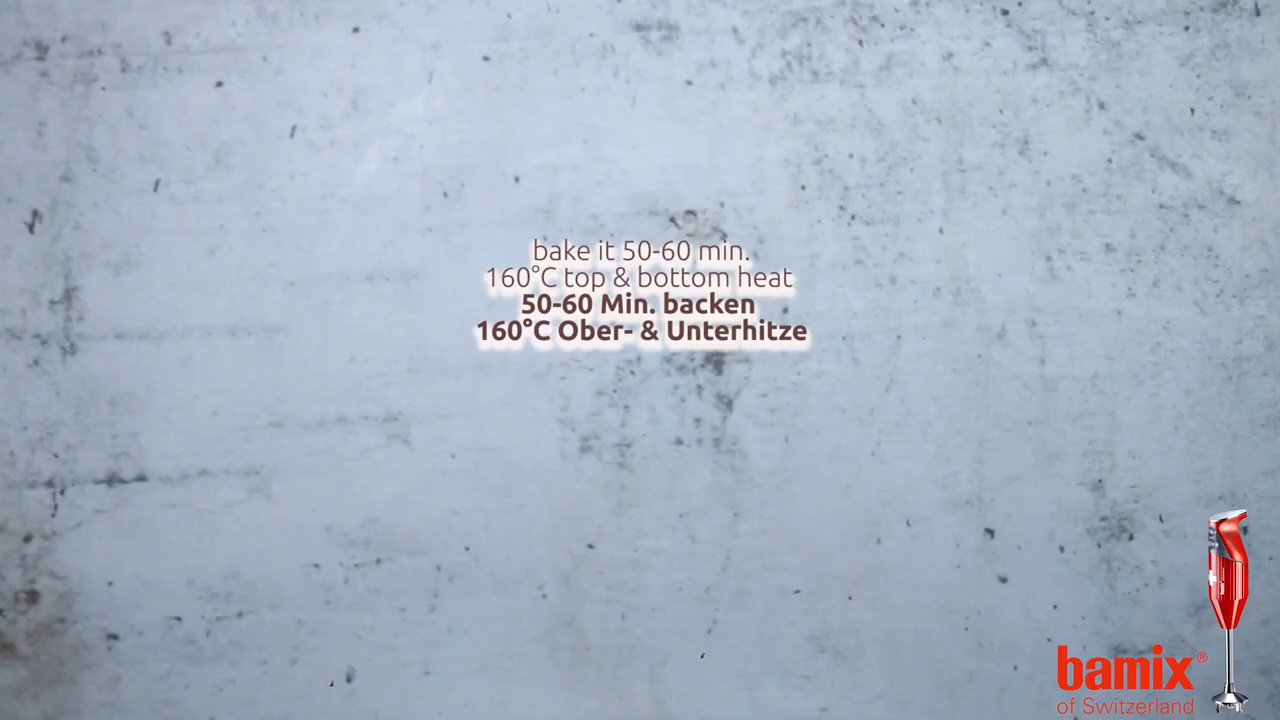 bake it 50-60 min.
160°C top & bottom heat
50-60 Min. backen
160°C Ober- & Unterhitze
bamix®
of Switzerland